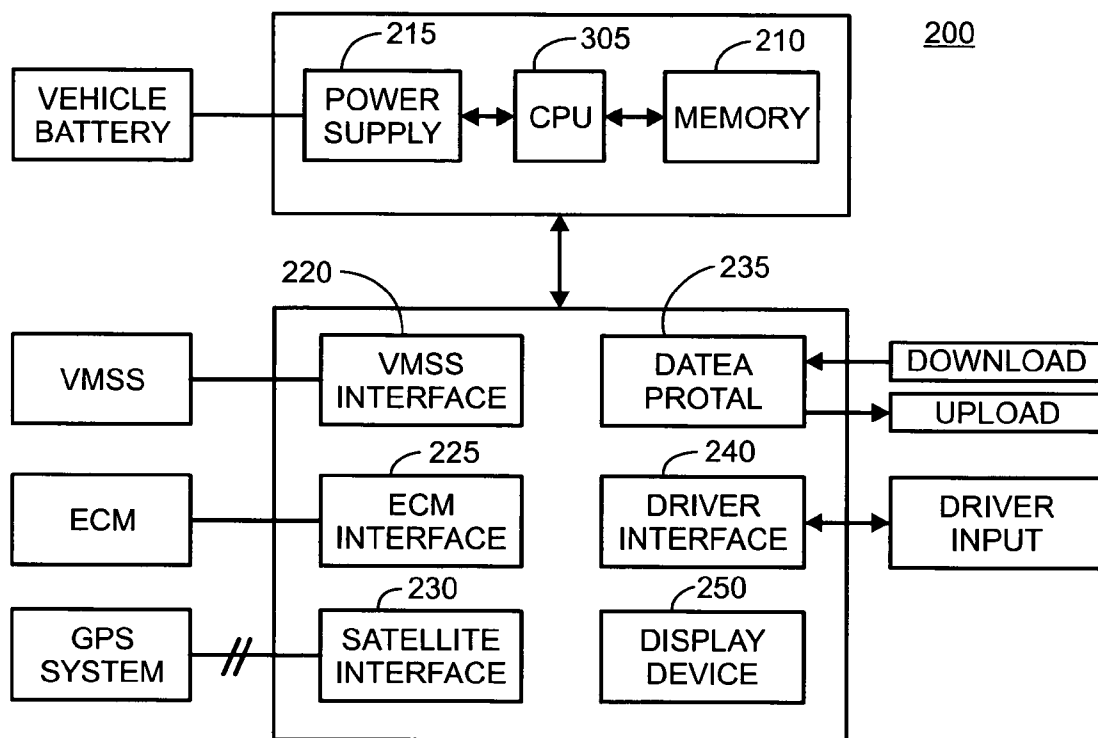 200
215
305
210
VEHICLE
BATTERY
POWER
SUPPLY
CPU
MEMORY
220
235
VMSS
VMSS
INTERFACE
DATEA
PROTAL
DOWNLOAD
UPLOAD
225
240
ECM
ECM
INTERFACE
DRIVER
INTERFACE
DRIVER
INPUT
230
250
GPS
SYSTEM
SATELLITE
INTERFACE
DISPLAY
DEVICE